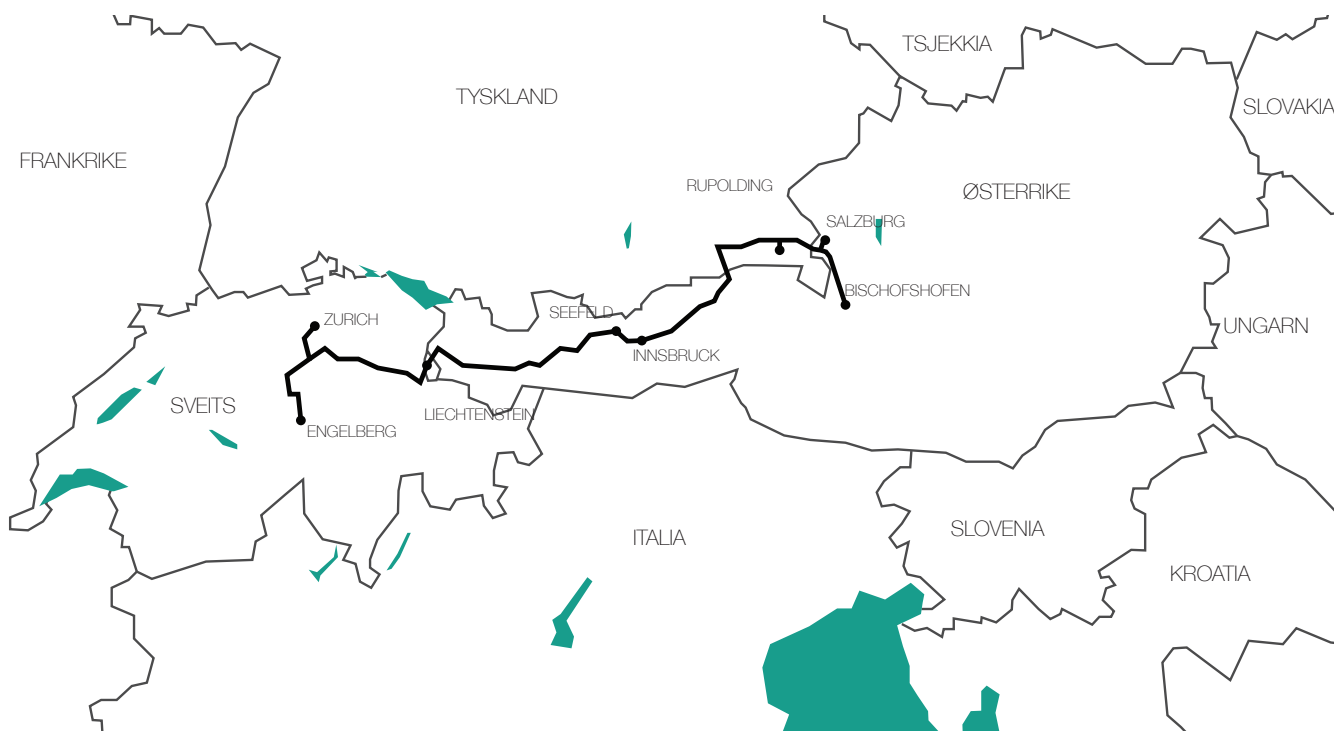 TSJEKKIA
TYSKLAND
SLOVAKIA
FRANKRIKE
RUPOLDING
ØSTERRIKE
SALZBURG
BISCHOFSHOFEN
SEEFELD
ZURICH
UNGARN
INNSBRUCK
SVEITS
LIECHTENSTEIN
ENGELBERG
SLOVENIA
ITALIA
KROATIA